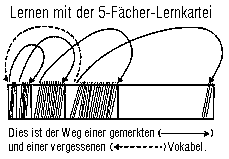 Lernen mit der 5-Fächer-Lernkartei
Dies ist der Weg einer gemerkten (⟶)
und einer vergessenen (⇠) Vokabel.